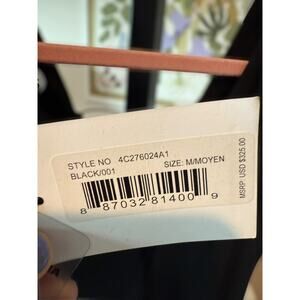 STYLE NO 4C276024A1
BLACK/001 SIZE: M/MOYEN
8 87032 81400 9
MSRP USD $325.00